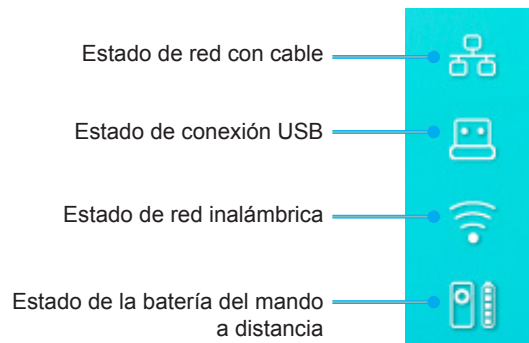 Estado de red con cable
Estado de conexión USB
Estado de red inalámbrica
Estado de la batería del mando
a distancia